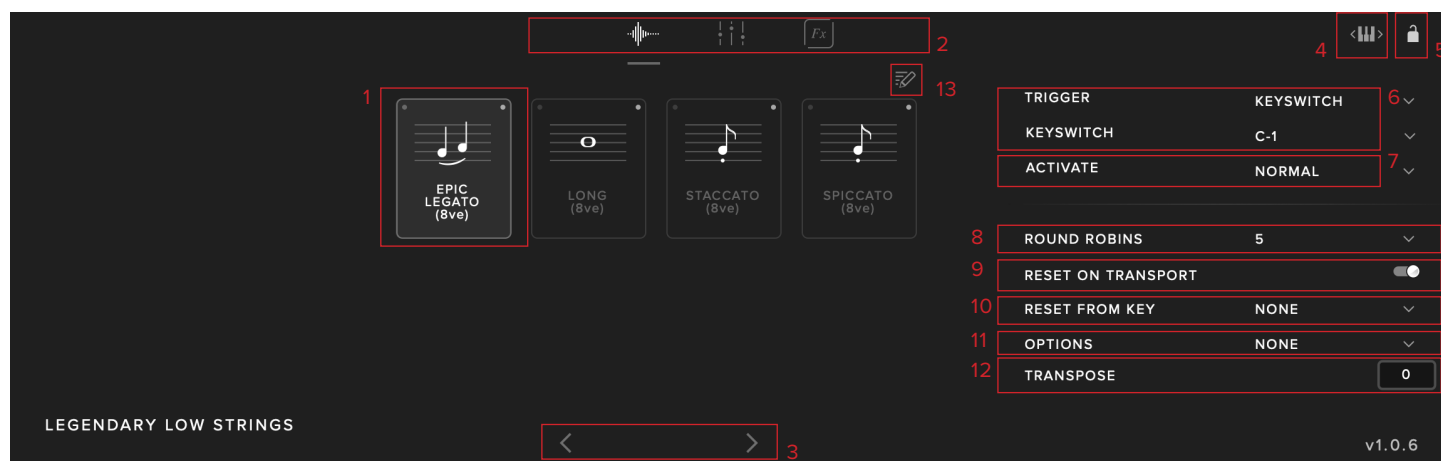 Fx
2
4
5
1
13
TRIGGER KEYSWITCH 6
KEYSWITCH C-1
ACTIVATE NORMAL 7
EPIC
LEGATO
(8ve)
LONG
(8ve)
STACCATO
(8ve)
SPICCATO
(8ve)
8 ROUND ROBINS 5
9 RESET ON TRANSPORT
10 RESET FROM KEY NONE
11 OPTIONS NONE
12 TRANSPOSE 0
LEGENDARY LOW STRINGS
3
v1.0.6